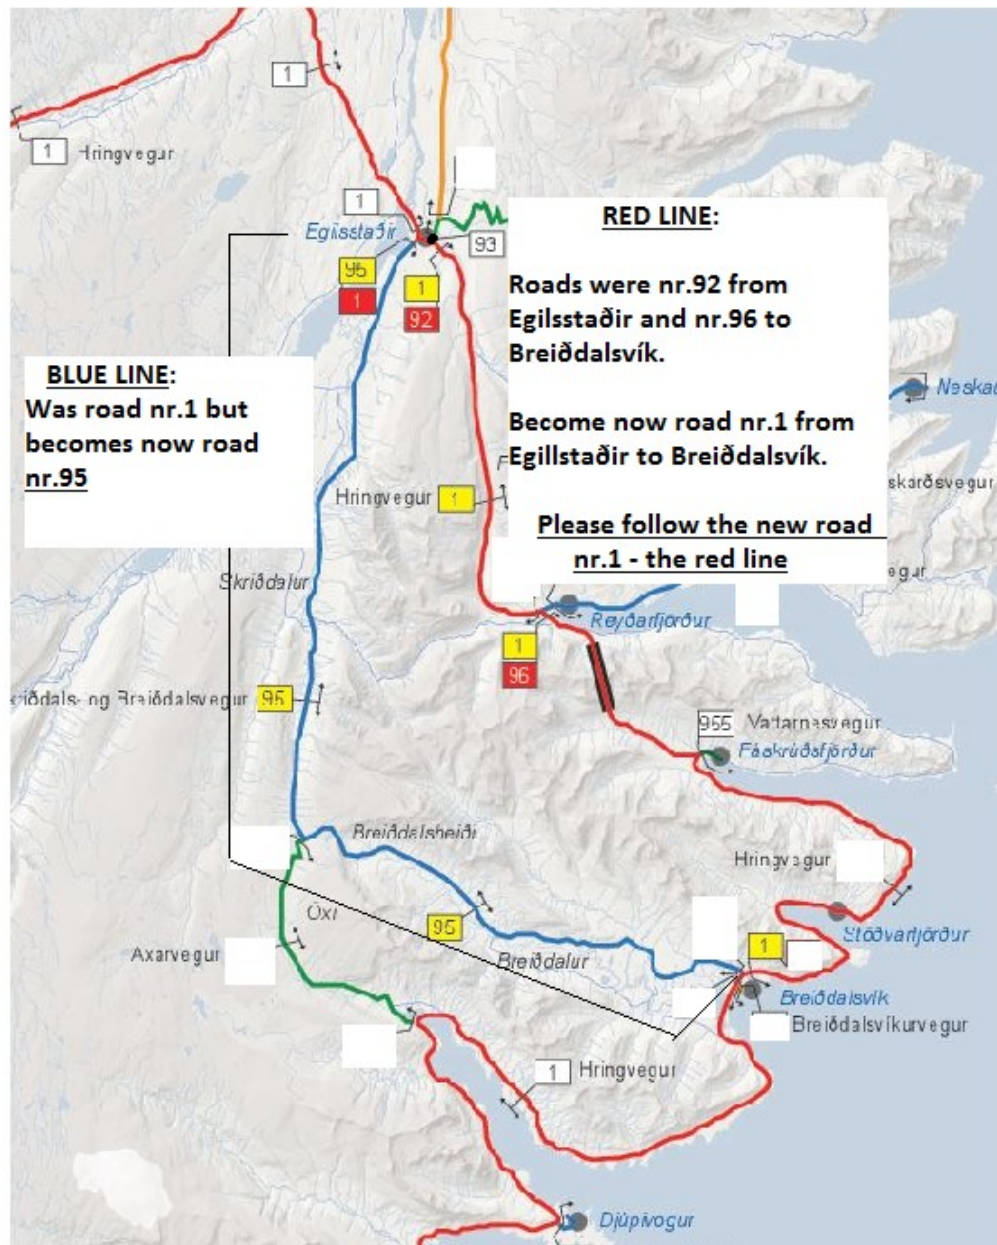 1
1
Hringvegur
1
Egilsstaðir
93
95
1
1
92
RED LINE:
Roads were nr.92 from
Egilsstaðir and nr.96 to
Breiðdalsvík.
Become now road nr.1 from
Egillstaðir to Breiðdalsvík.
Please follow the new road
nr.1 - the red line
BLUE LINE:
Was road nr.1 but
becomes now road
nr.95
Neskau
skarðsvegur
Hringvegur
1
egur
Skriðdalur
Reyðarfjörður
1
96
kriðdals- og Breiðdalsvegur
95
955
Vattarnesvegur
Fáskrúðsfjörður
Breiðdalsheiði
Hringvegur
Öxi
95
Stöðvarfjörður
Axarvegur
Breiðdalur
1
Breiðdalsvík
Breiðdalsvíkurvegur
1
Hringvegur
Djúpivogur